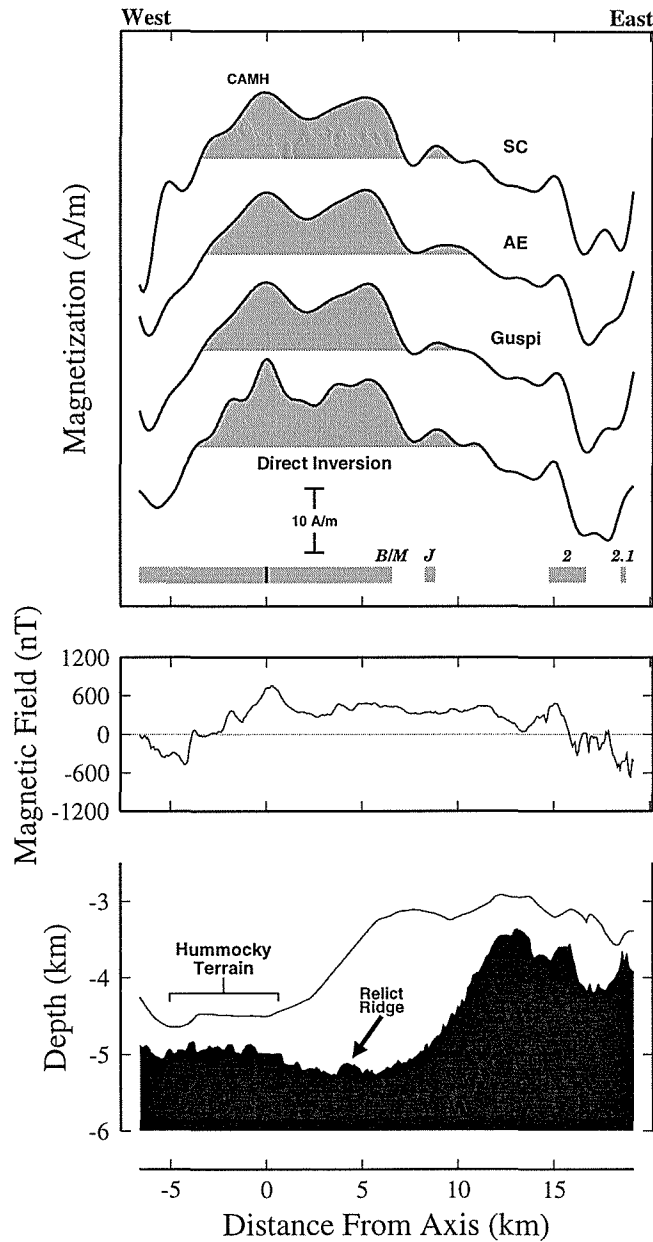 West East
CAMH
SC
AE
Guspi
Direct Inversion
10 A/m
B/M J 2 2.1
Magnetization (A/m)
1200
600
0
-600
-1200
Magnetic Field (nT)
-3
-4
-5
-6
Depth (km)
Hummocky
Terrain
Relict
Ridge
-5 0 5 10 15
Distance From Axis (km)